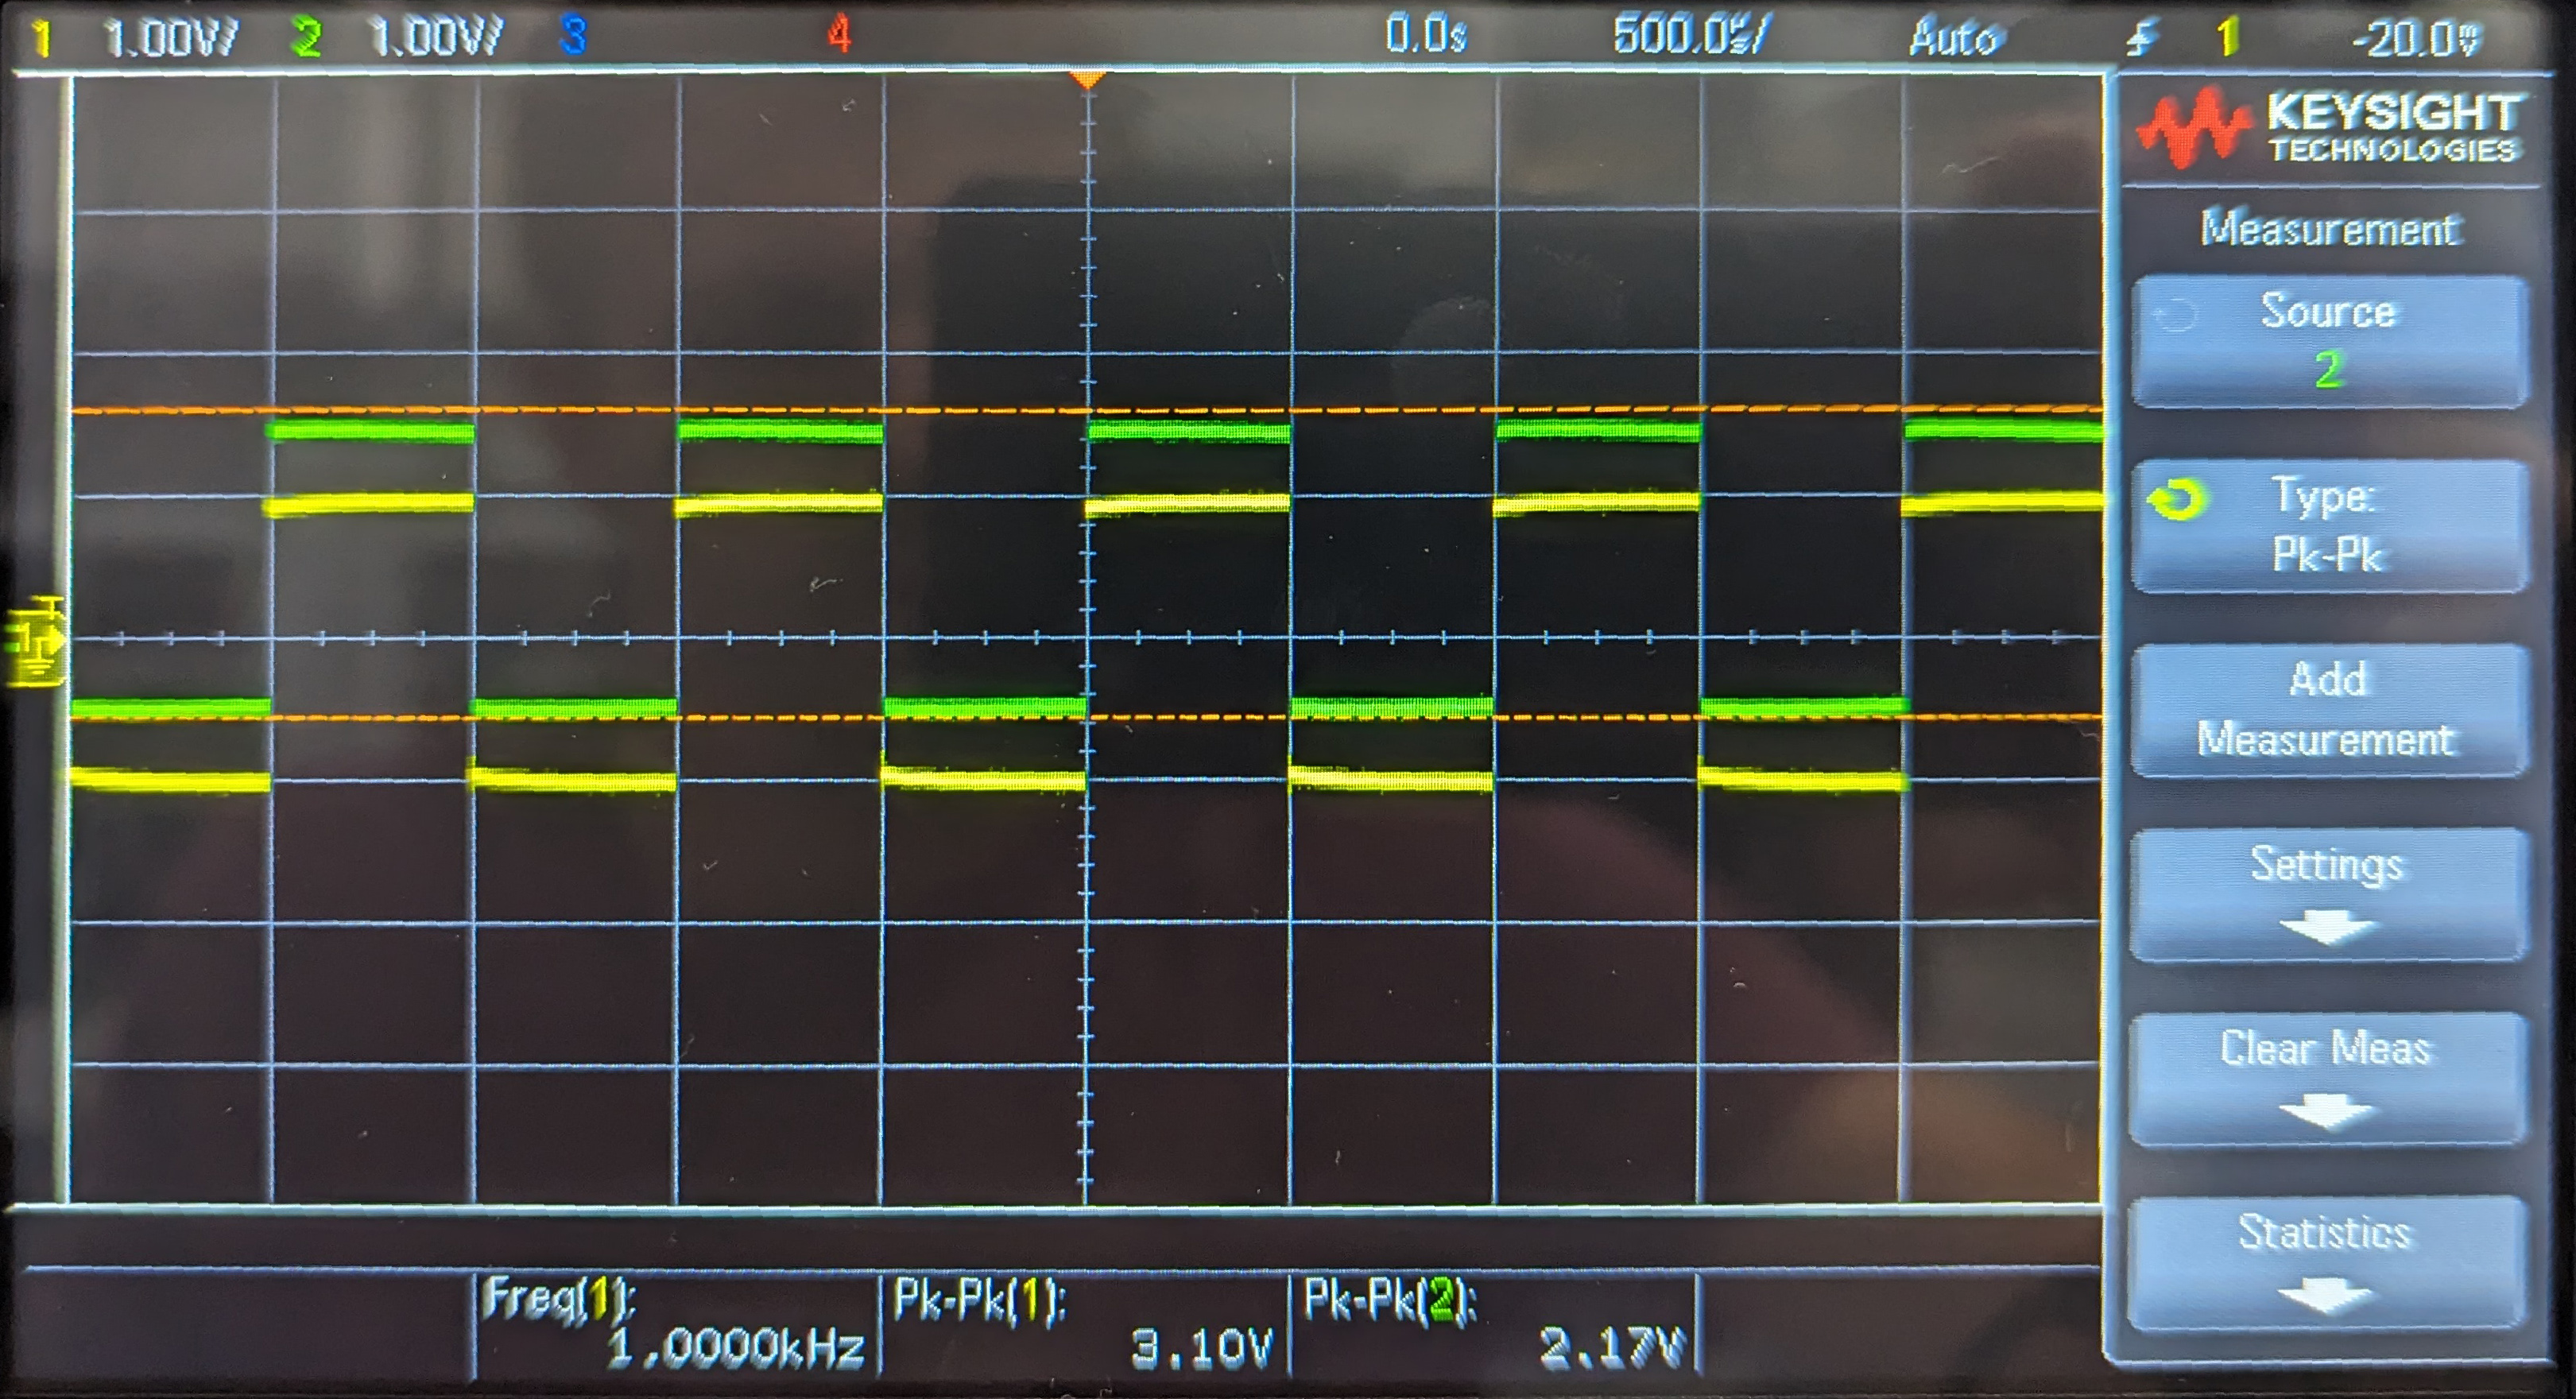 1 1.00V/ 2 1.00V/ 3 4 0.0s 500.0us/ Auto 1 -20.0V
KEYSIGHT
TECHNOLOGIES
Measurement
Source
2
Type:
Pk-Pk
Add
Measurement
Settings
Clear Meas
Statistics
Freq(1):
1.0000kHz
Pk-Pk(1):
3.10V
Pk-Pk(2):
2.17V